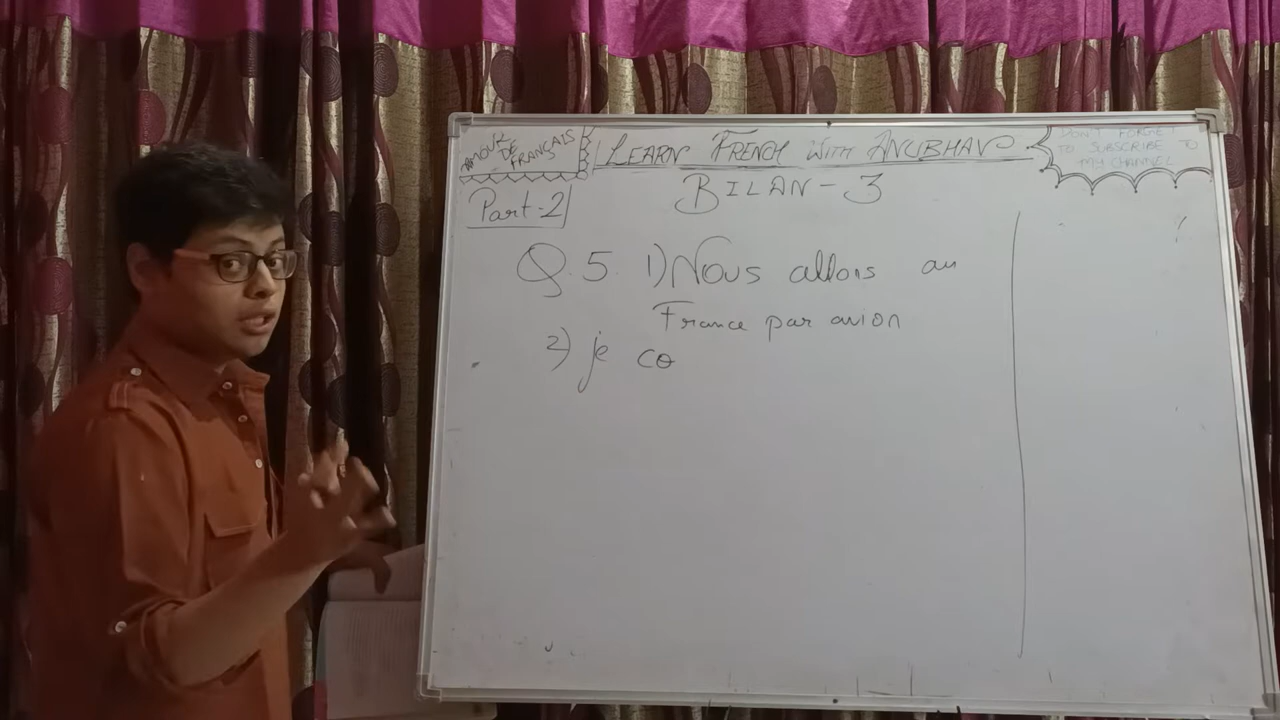 AMOUR DE FRANÇAIS
LEARN FRENCH WITH ANUBHAV
DON'T FORGET
TO SUBSCRIBE TO
MY CHANNEL
Part-2
BILAN-3
Q.5. 1) Nous allons au
France par avion
2) je co